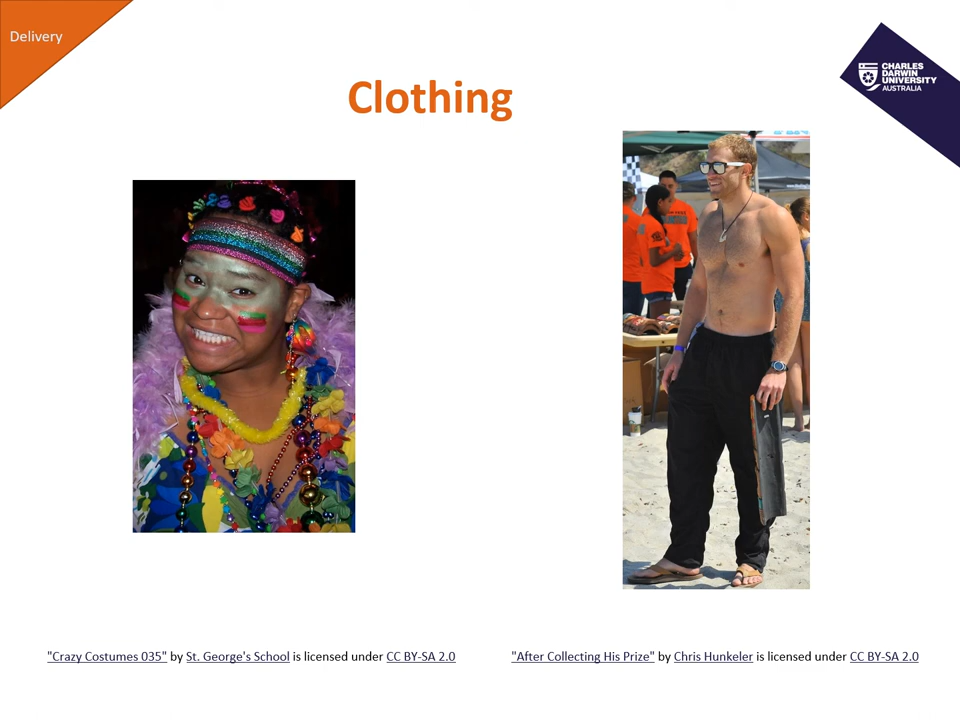 Delivery
CHARLES
DARWIN
UNIVERSITY
AUSTRALIA
Clothing
"Crazy Costumes 035" by St. George's School is licensed under CC BY-SA 2.0
"After Collecting His Prize" by Chris Hunkeler is licensed under CC BY-SA 2.0